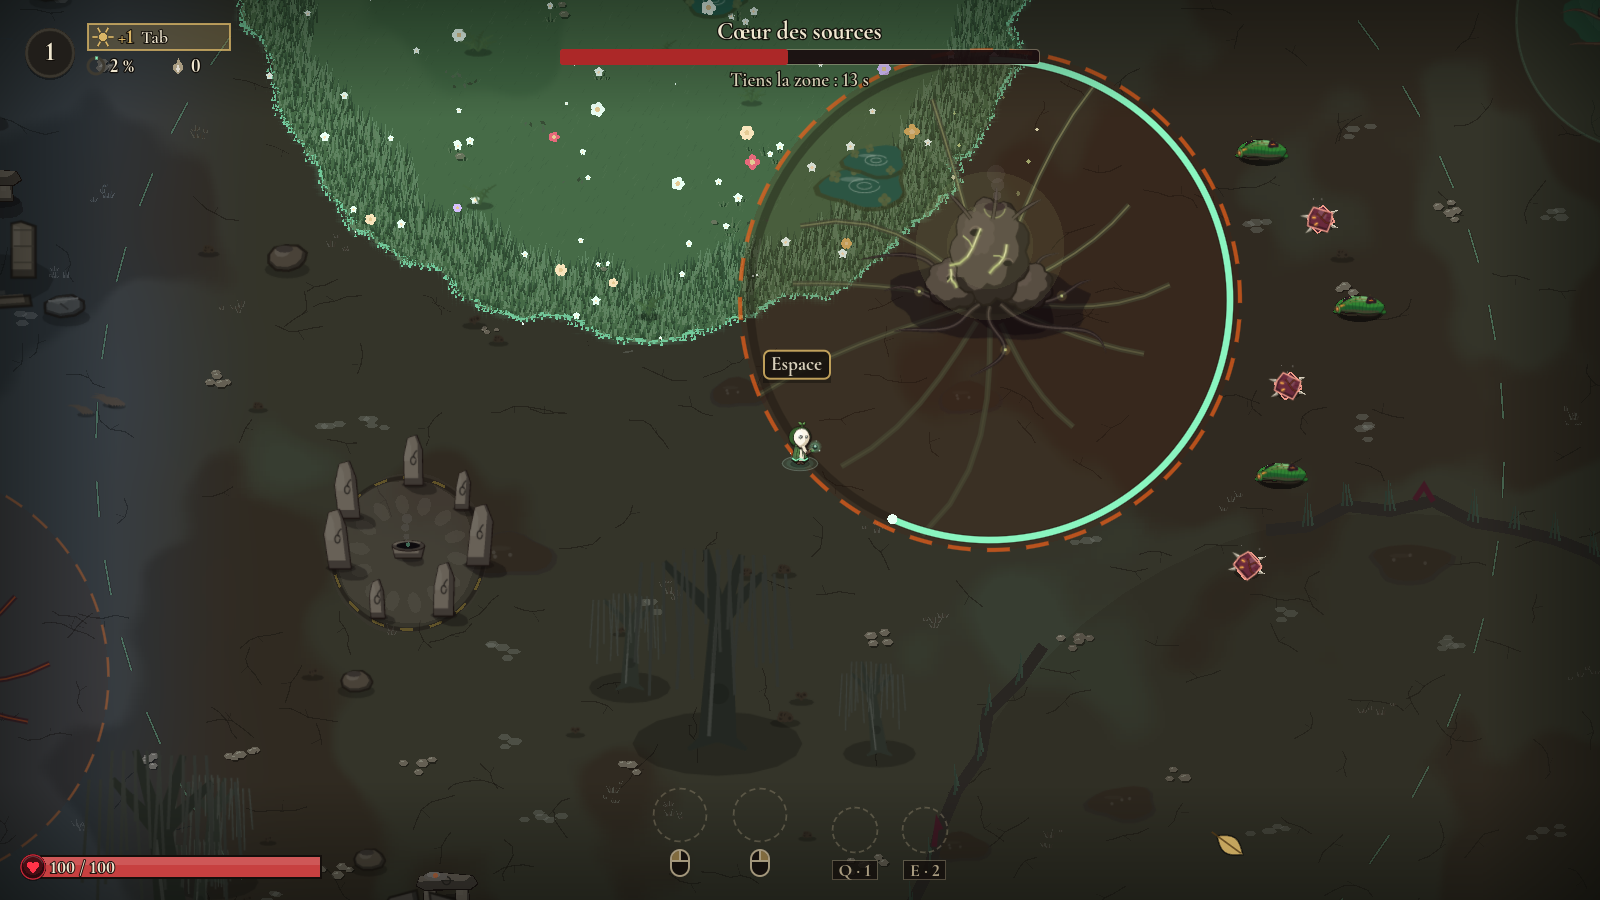 1
+1 Tab
2 %
0
Cœur des sources
Tiens la zone : 13 s
Espace
100 / 100
Q · 1
E · 2